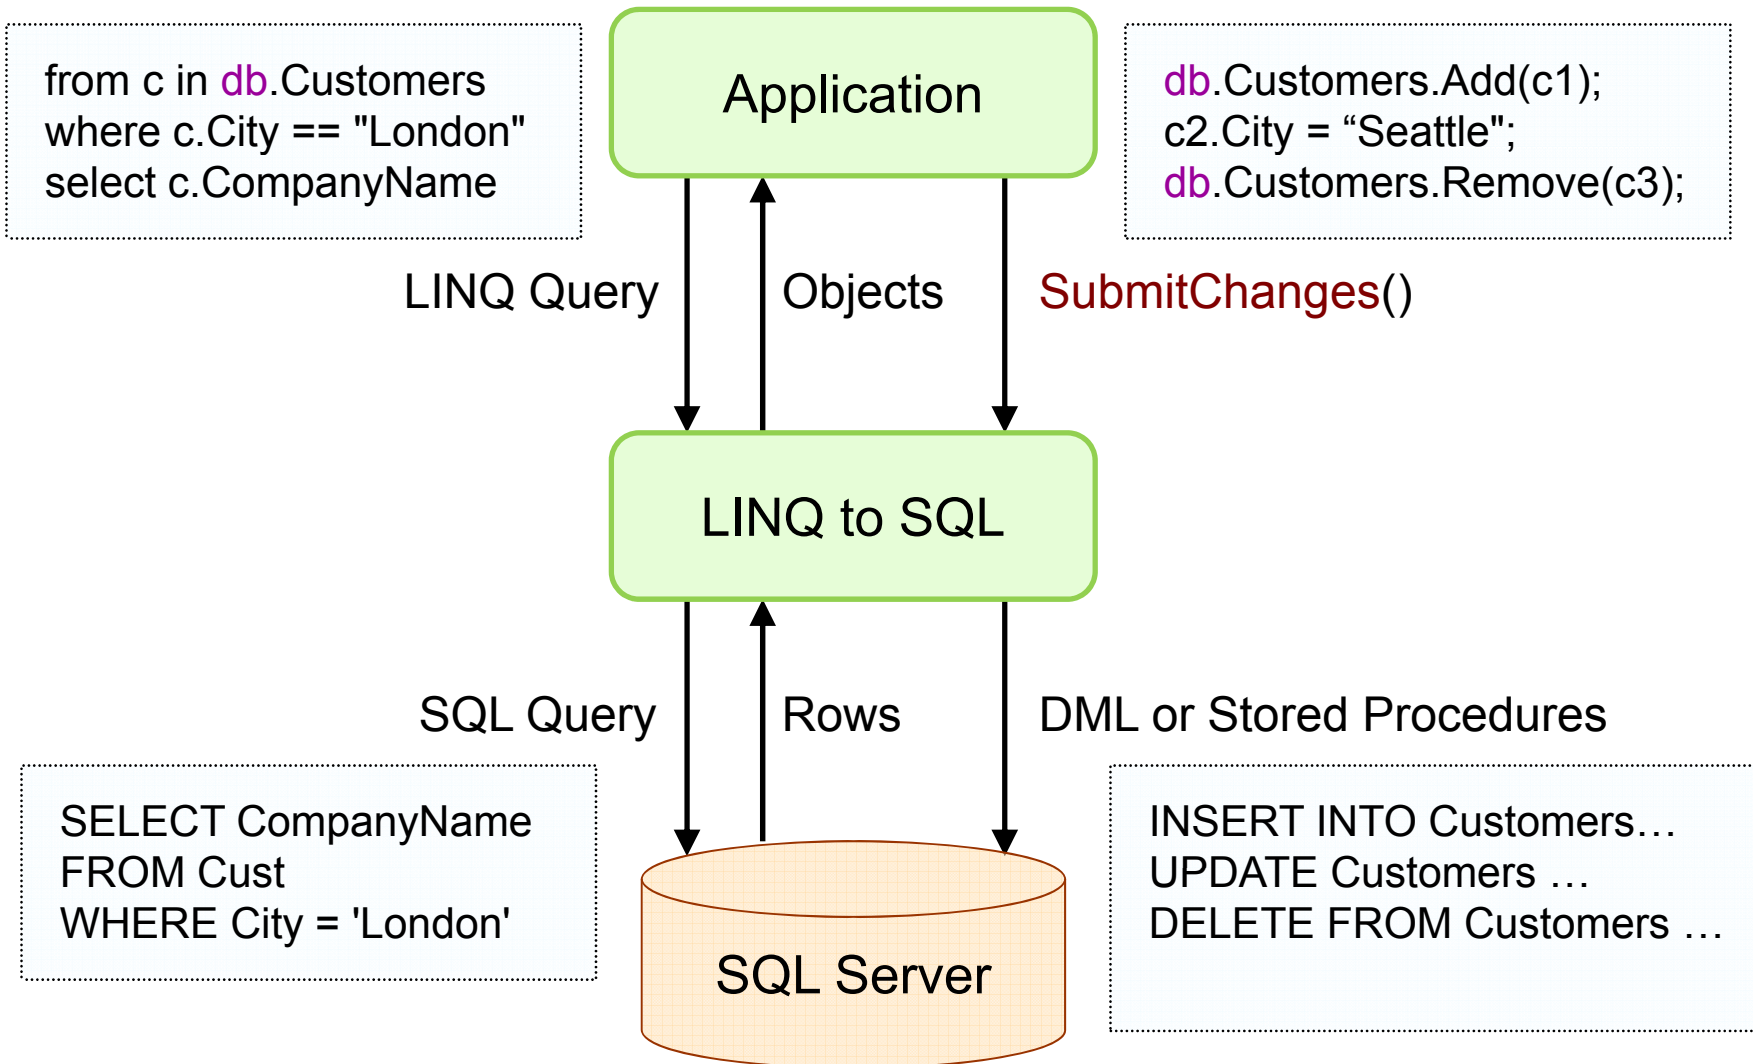 from c in db.Customers
where c.City == "London"
select c.CompanyName
Application
db.Customers.Add(c1);
c2.City = “Seattle";
db.Customers.Remove(c3);
LINQ Query
Objects
SubmitChanges()
LINQ to SQL
SQL Query
Rows
DML or Stored Procedures
SELECT CompanyName
FROM Cust
WHERE City = 'London'
SQL Server
INSERT INTO Customers…
UPDATE Customers …
DELETE FROM Customers …